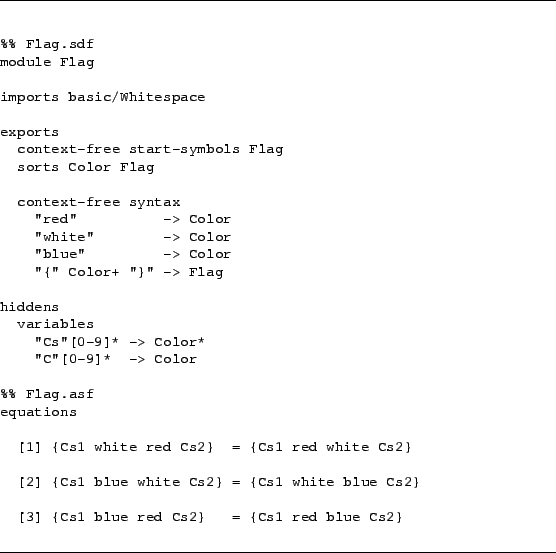 %% Flag.sdf
module Flag
imports basic/Whitespace
exports
context-free start-symbols Flag
sorts Color Flag
context-free syntax
"red" -> Color
"white" -> Color
"blue" -> Color
"{" Color+ "}" -> Flag
hiddens
variables
"Cs"[0-9]* -> Color*
"C"[0-9]* -> Color
%% Flag.asf
equations
[1] {Cs1 white red Cs2} = {Cs1 red white Cs2}
[2] {Cs1 blue white Cs2} = {Cs1 white blue Cs2}
[3] {Cs1 blue red Cs2} = {Cs1 red blue Cs2}